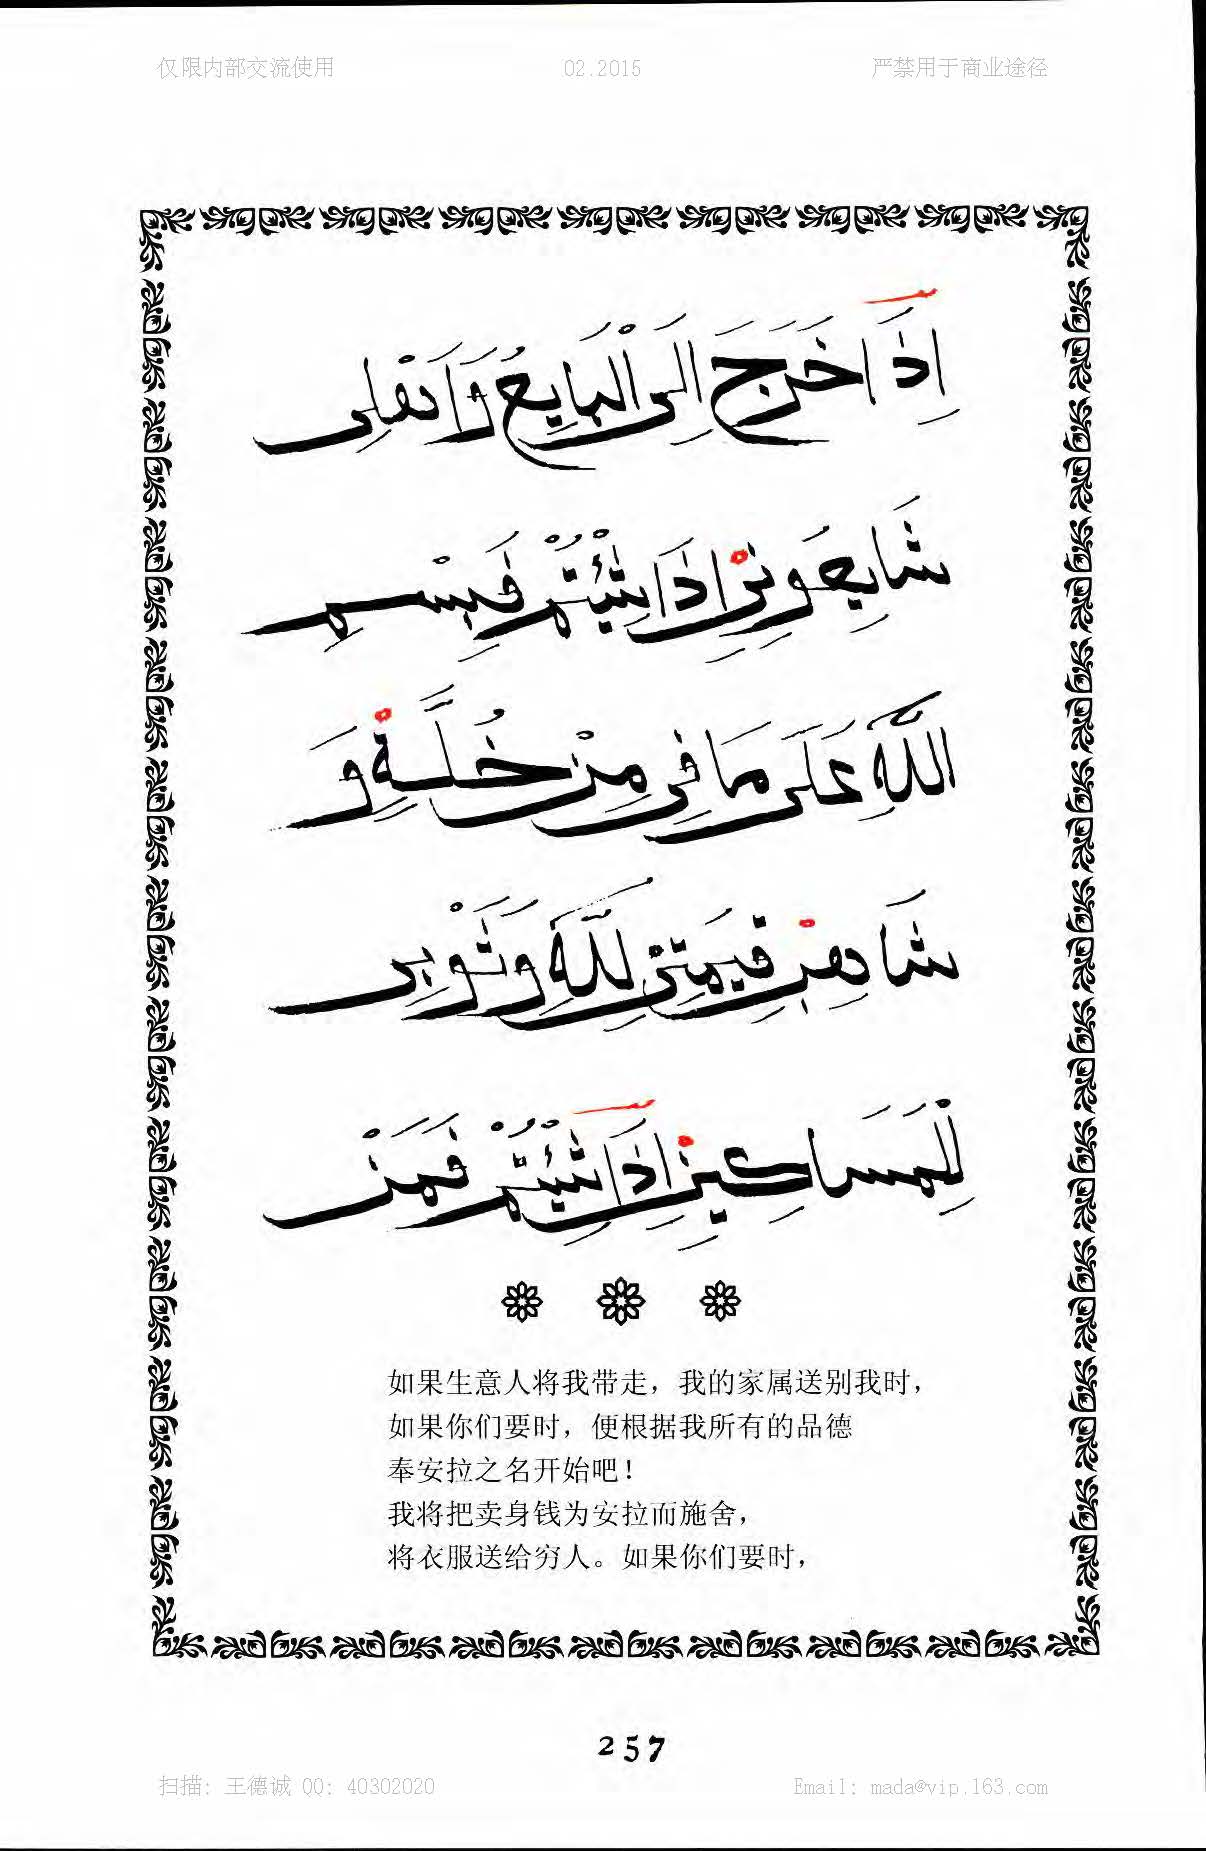 仅限内部交流使用 02.2015 严禁用于商业途径
اِذَا خَرَجَ اِلَى الْبَايِعُ وَاَهْلِى
شَايِعُونِ اِذَا شِئْتُمْ فَبِسْمِ
اللَّهِ عَلَى مَا فِى مِنْ خُلَّةٍ وَ
لِلَّهِ وَثَوْبِى
اِذَا شِئْتُمْ فَمَنْ
如果生意人将我带走，我的家属送别我时，
如果你们要时，便根据我所有的品德
奉安拉之名开始吧！
我将把卖身钱为安拉而施舍，
将衣服送给穷人。如果你们要时，
257
扫描: 王德诚 QQ: 40302020 Email: mada@vip.163.com